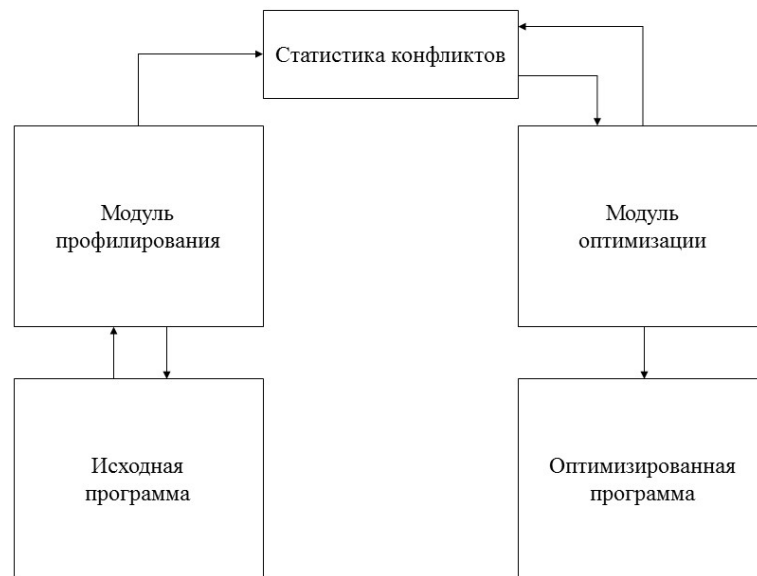 Статистика конфликтов
Модуль
профилирования
Модуль
оптимизации
Исходная
программа
Оптимизированная
программа